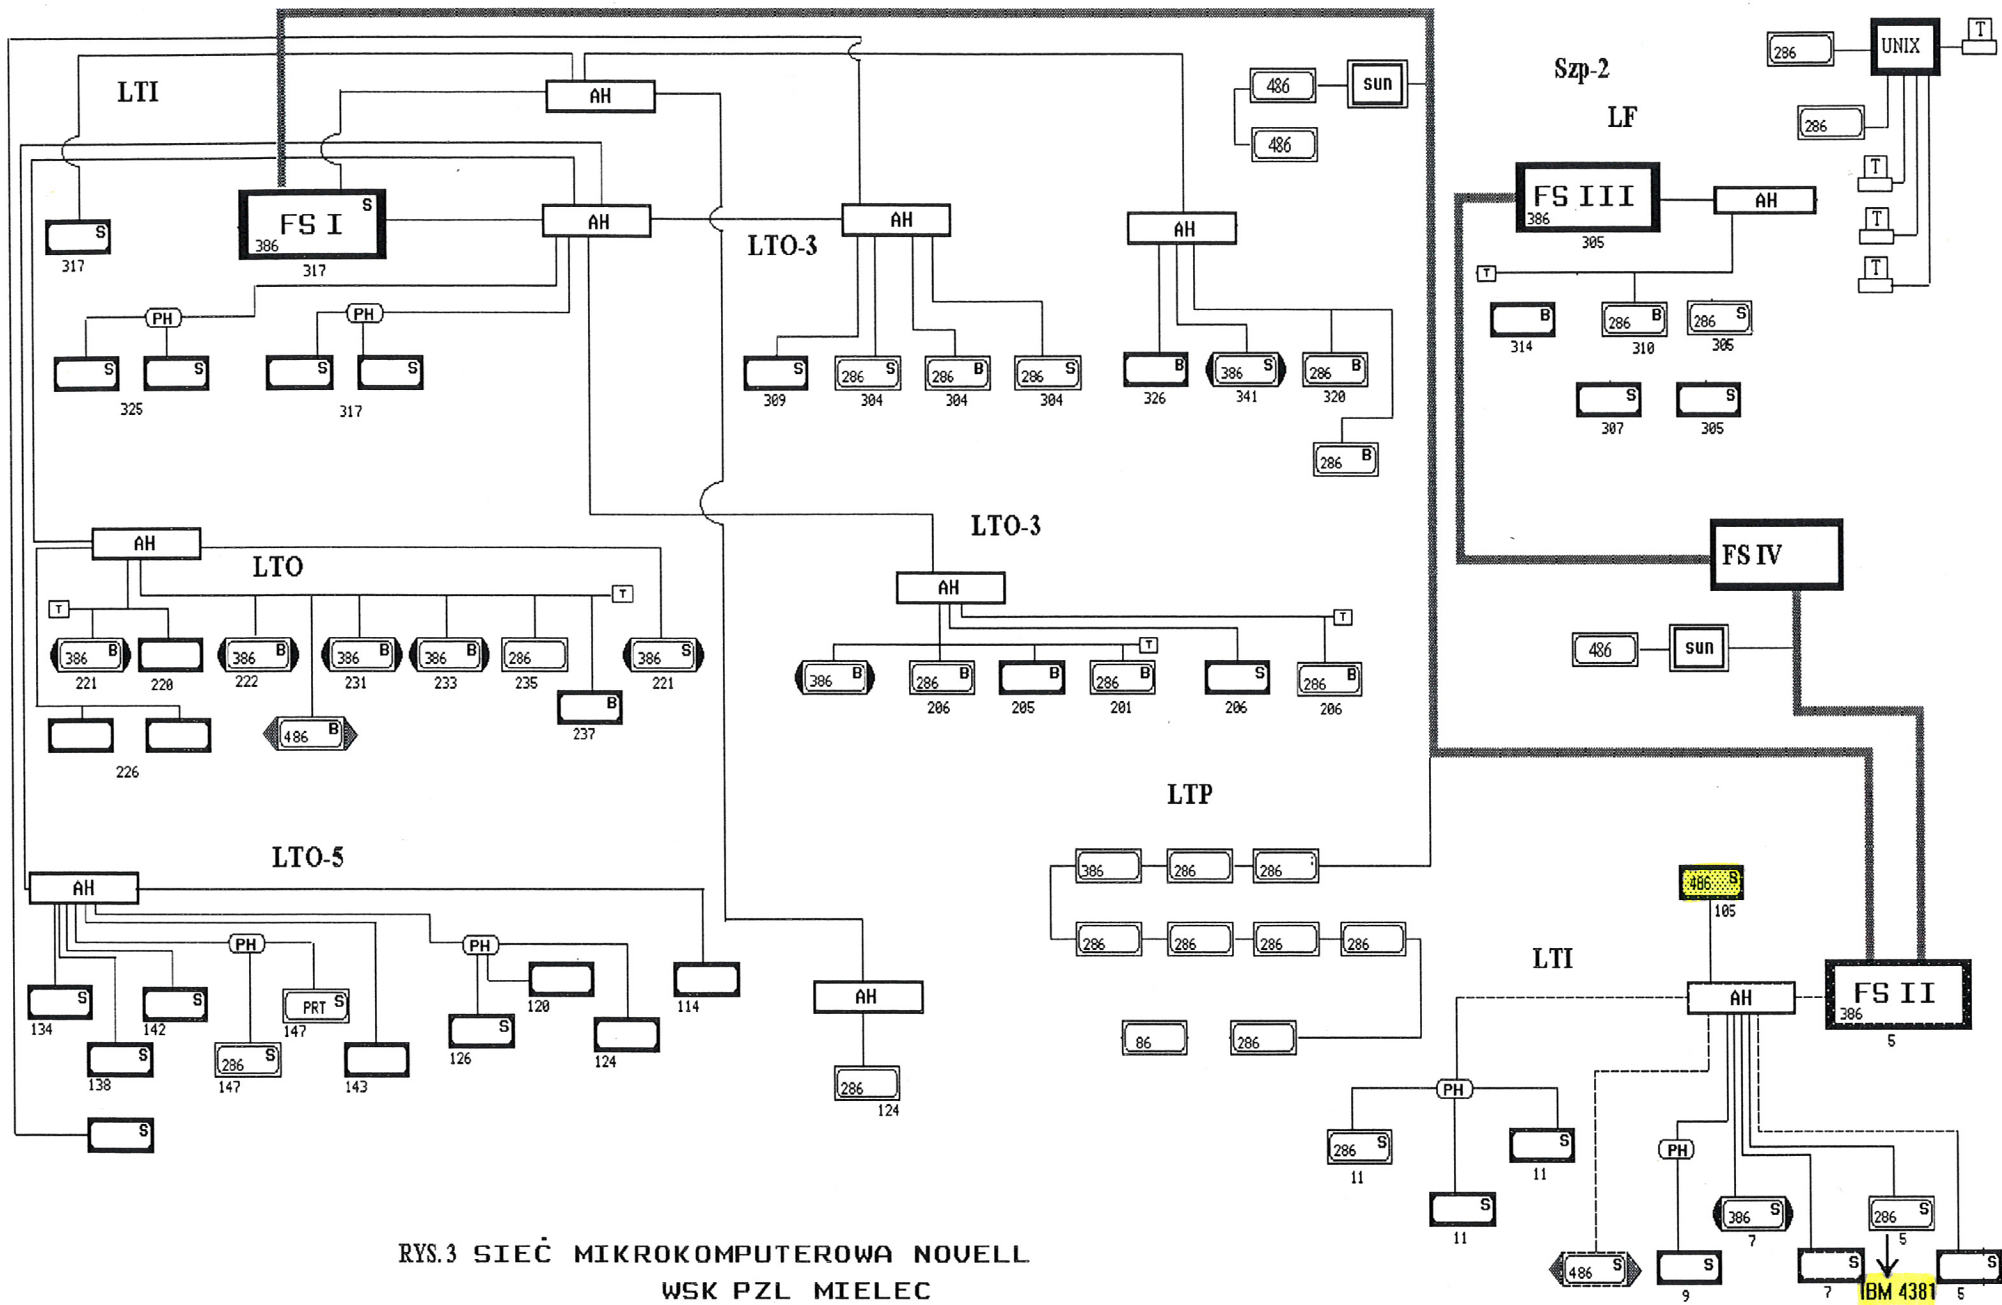 LTI
AH
486
sun
486
Szp-2
LF
286
UNIX
T
286
T
T
T
S
317
FS I
S
386
317
AH
LTO-3
AH
AH
FS III
386
305
AH
T
B
314
286 B
310
286 S
305
S
307
S
305
PH
PH
S
S
325
S
S
317
S
309
286 S
304
286 B
304
286 S
304
B
326
386 S
341
286 B
320
286 B
AH
LTO
T
T
386 B
221
220
386 B
222
386 B
231
386 B
233
286
235
386 S
221
226
486 B
B
237
LTO-3
AH
T
T
386 B
286 B
206
B
205
286 B
201
S
206
286 B
206
FS IV
486
sun
LTO-5
AH
PH
PH
S
134
S
142
PRT S
147
S
138
286 S
147
143
S
126
120
124
114
S
AH
286
124
LTP
386
286
286
286
286
286
286
86
286
486 S
105
LTI
AH
FS II
386
5
PH
286 S
11
S
11
S
11
PH
486 S
S
9
386 S
7
S
7
286 S
5
IBM 4381
S
5
RYS.3 SIEĆ MIKROKOMPUTEROWA NOVELL
WSK PZL MIELEC